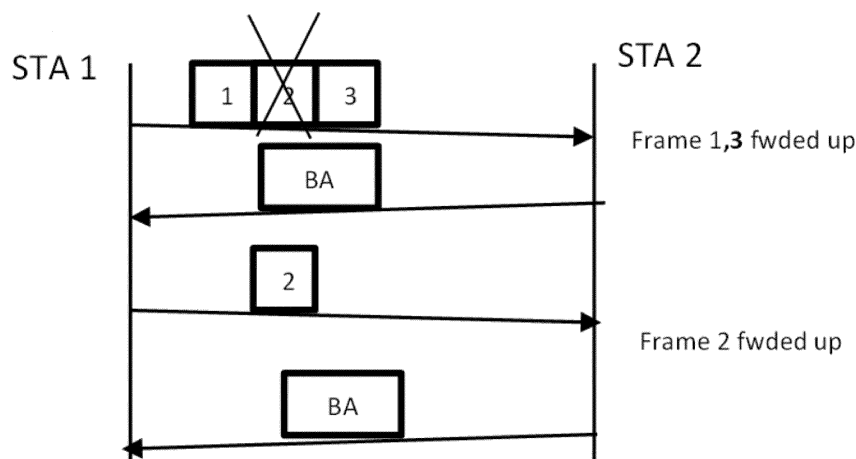 STA 1
STA 2
1 2 3
Frame 1,3 fwded up
BA
2
Frame 2 fwded up
BA